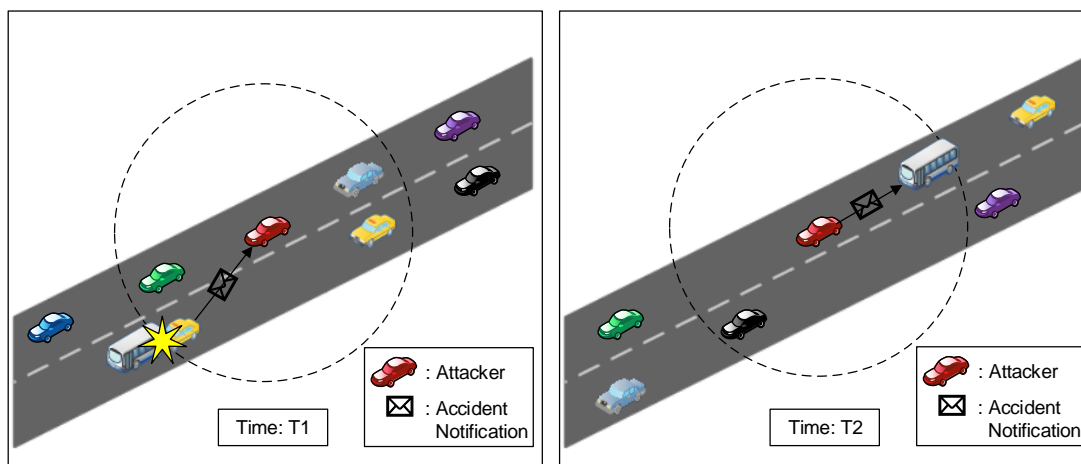 : Attacker
: Accident
Notification
Time: T1
: Attacker
: Accident
Notification
Time: T2